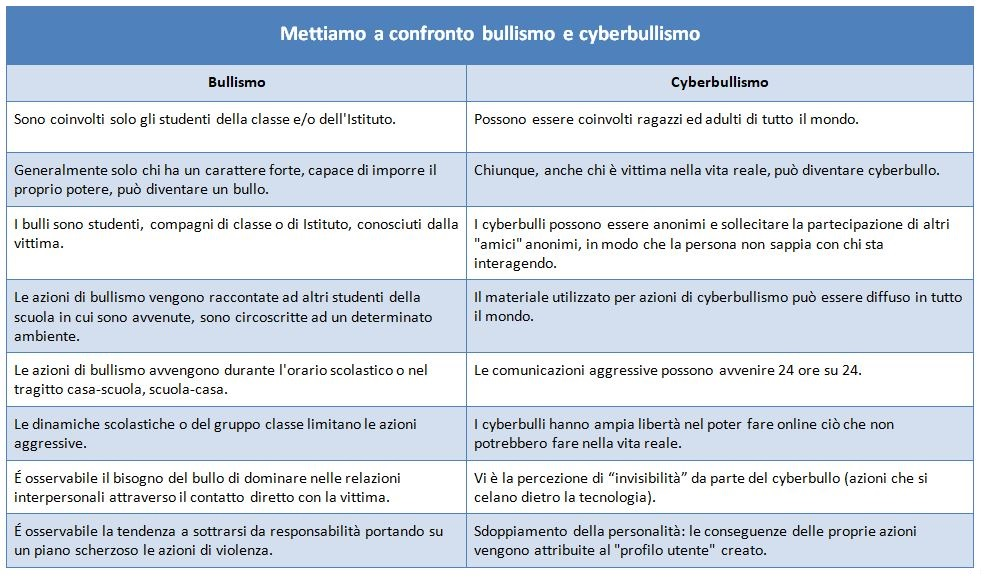 Mettiamo a confronto bullismo e cyberbullismo
Bullismo
Cyberbullismo
Sono coinvolti solo gli studenti della classe e/o dell'Istituto.
Possono essere coinvolti ragazzi ed adulti di tutto il mondo.
Generalmente solo chi ha un carattere forte, capace di imporre il
proprio potere, può diventare un bullo.
Chiunque, anche chi è vittima nella vita reale, può diventare cyberbullo.
I bulli sono studenti, compagni di classe o di Istituto, conosciuti dalla
vittima.
I cyberbulli possono essere anonimi e sollecitare la partecipazione di altri
"amici" anonimi, in modo che la persona non sappia con chi sta
interagendo.
Le azioni di bullismo vengono raccontate ad altri studenti della
scuola in cui sono avvenute, sono circoscritte ad un determinato
ambiente.
Il materiale utilizzato per azioni di cyberbullismo può essere diffuso in tutto
il mondo.
Le azioni di bullismo avvengono durante l'orario scolastico o nel
tragitto casa-scuola, scuola-casa.
Le comunicazioni aggressive possono avvenire 24 ore su 24.
Le dinamiche scolastiche o del gruppo classe limitano le azioni
aggressive.
I cyberbulli hanno ampia libertà nel poter fare online ciò che non
potrebbero fare nella vita reale.
É osservabile il bisogno del bullo di dominare nelle relazioni
interpersonali attraverso il contatto diretto con la vittima.
Vi è la percezione di “invisibilità” da parte del cyberbullo (azioni che si
celano dietro la tecnologia).
É osservabile la tendenza a sottrarsi da responsabilità portando su
un piano scherzoso le azioni di violenza.
Sdoppiamento della personalità: le conseguenze delle proprie azioni
vengono attribuite al "profilo utente" creato.